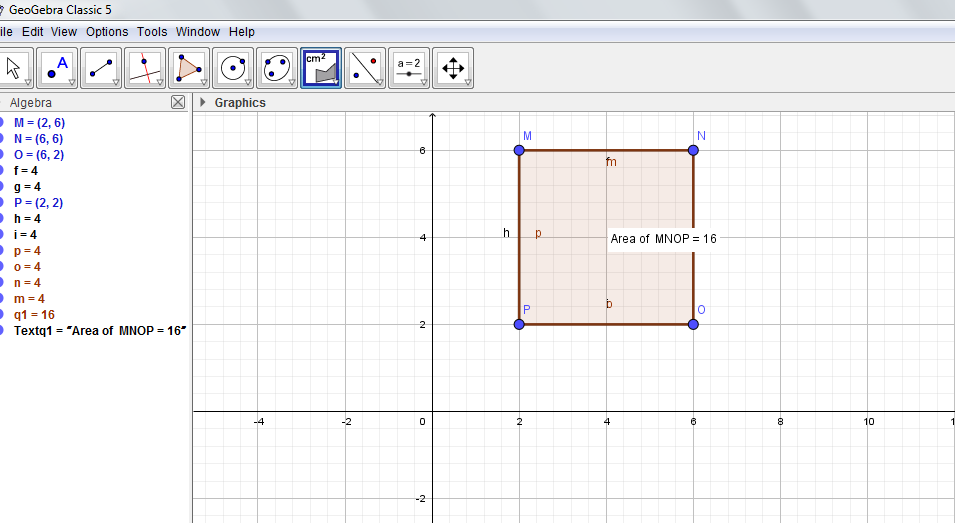 GeoGebra Classic 5
ile Edit View Options Tools Window Help
A
cm²
a=2
Algebra
Graphics
M = (2, 6)
N = (6, 6)
O = (6, 2)
f = 4
g = 4
P = (2, 2)
h = 4
i = 4
p = 4
o = 4
n = 4
m = 4
q1 = 16
Textq1 = "Area of MNOP = 16"
M
N
6
fn
h
p
4
Area of MNOP = 16
P
O
2
-4 -2 0 2 4 6 8 10 1
-2